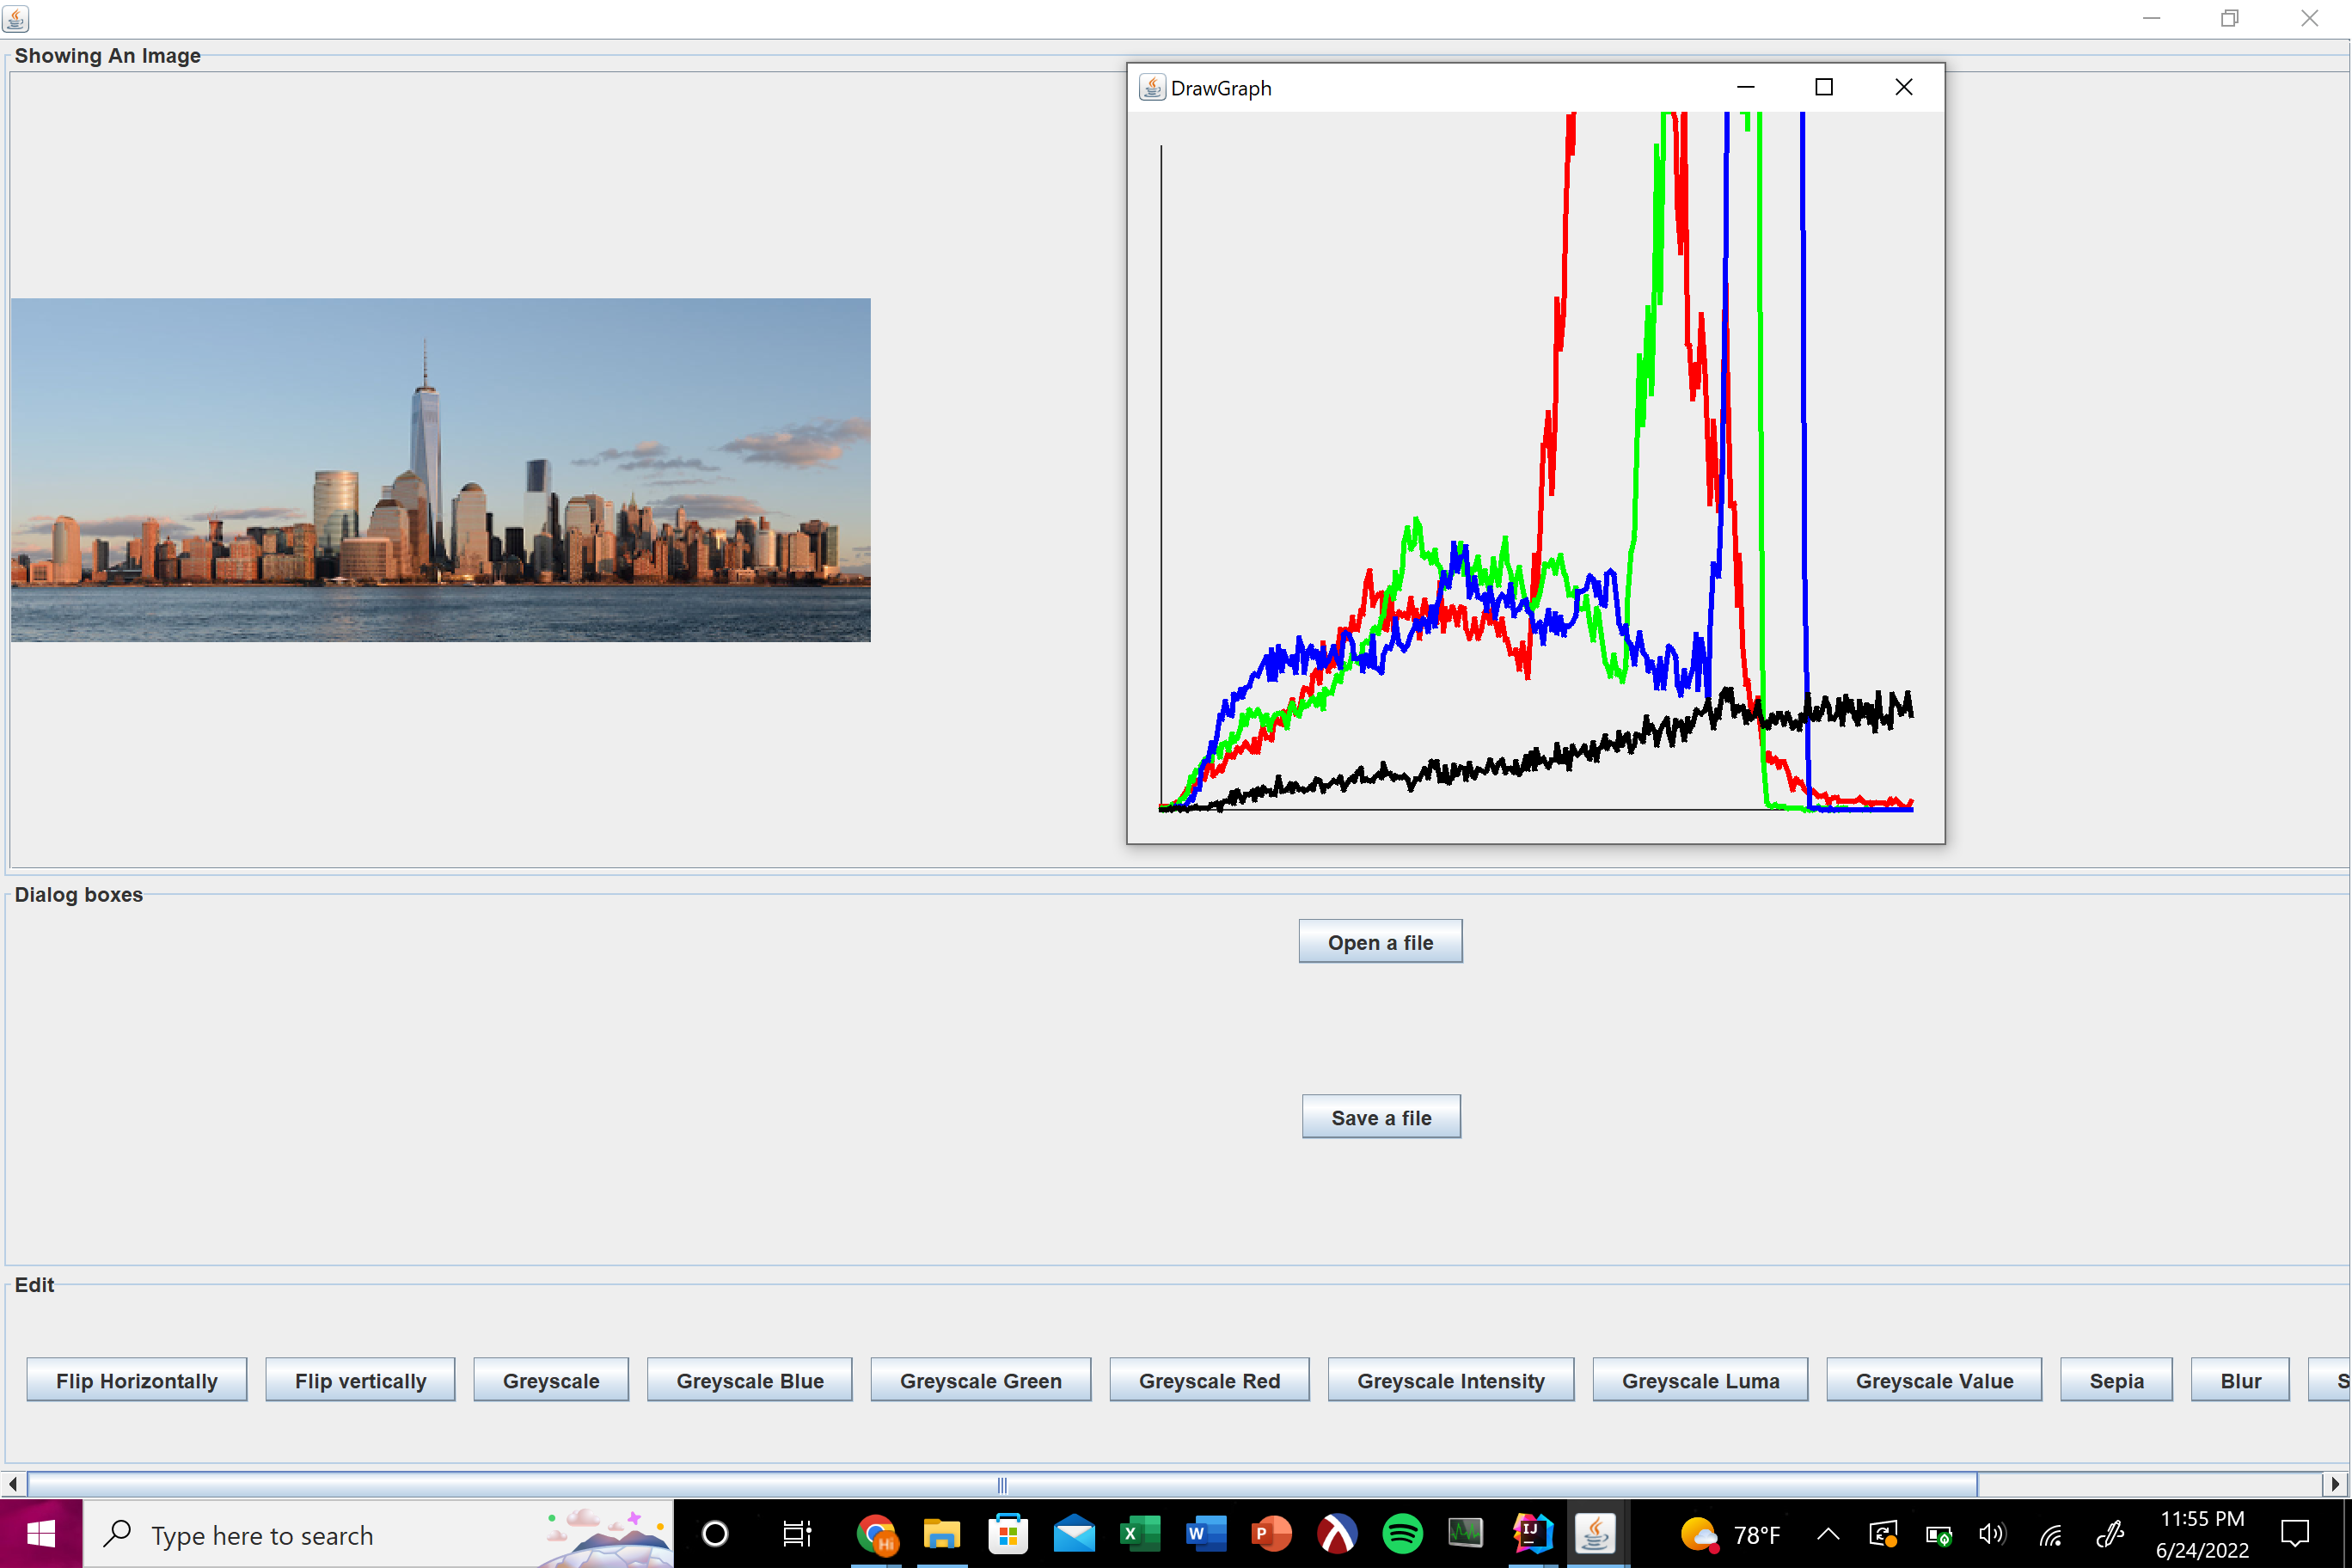 Showing An Image
DrawGraph
Dialog boxes
Open a file
Save a file
Edit
Flip Horizontally
Flip vertically
Greyscale
Greyscale Blue
Greyscale Green
Greyscale Red
Greyscale Intensity
Greyscale Luma
Greyscale Value
Sepia
Blur
S
Type here to search
Hi
X
W
P
IJ
78°F
11:55 PM
6/24/2022